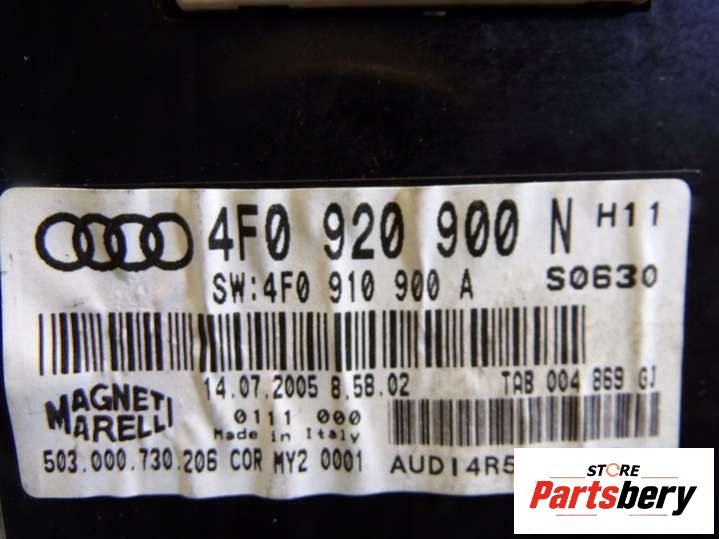 4F0 920 900 N H11
SW:4F0 910 900 A S0630
14.07.2005 8.58.02 TAB 004 869 GJ
MAGNETI
MARELLI
0111 000
Made in Italy
503.000.730.206 COR MY2 0001 AUDI4R5
STORE
Partsbery